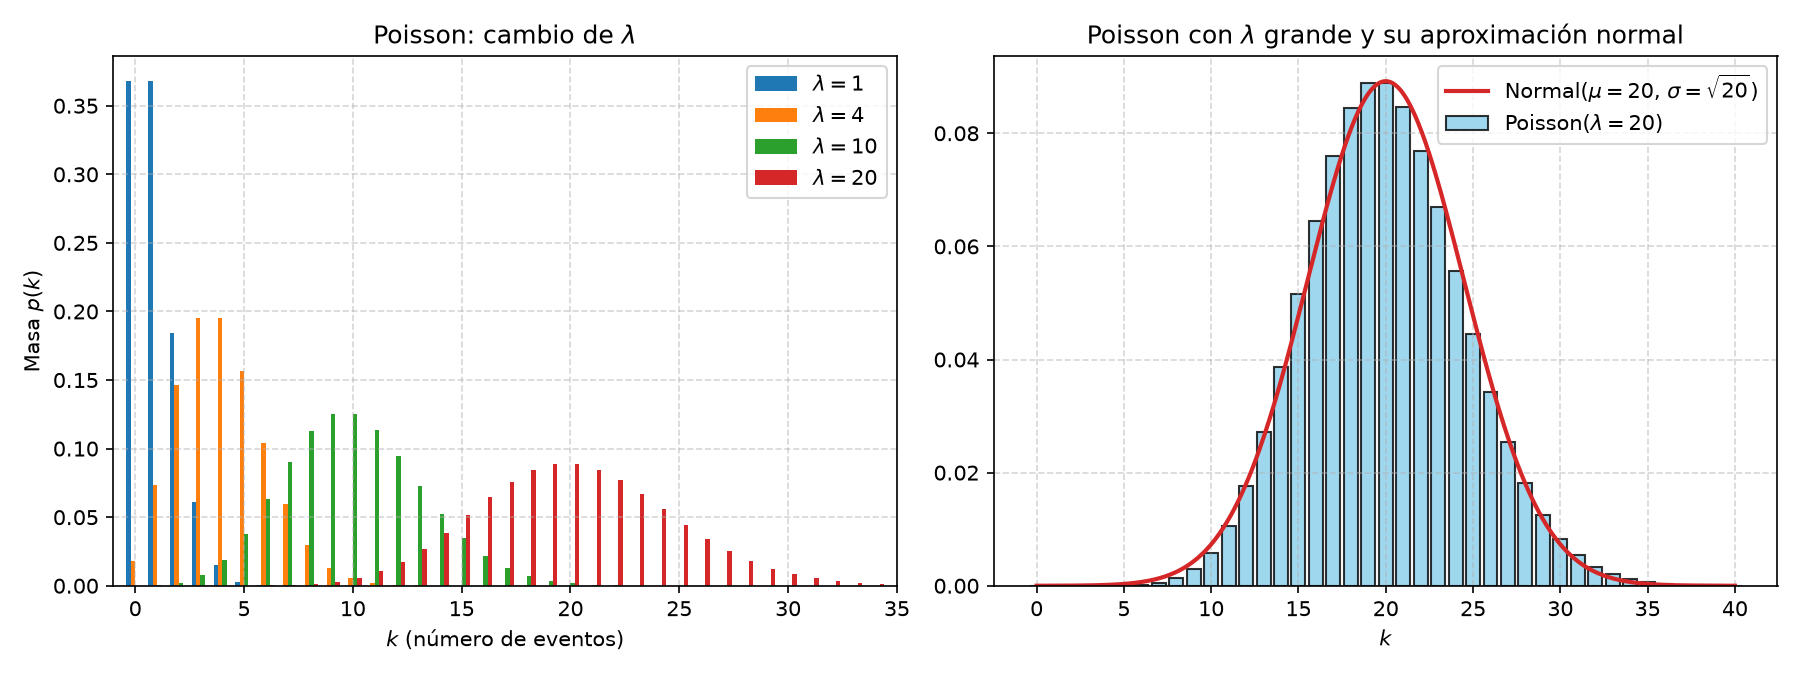 Poisson: cambio de λ
λ = 1
λ = 4
λ = 10
λ = 20
0.35
0.30
0.25
0.20
0.15
0.10
0.05
0.00
Masa p(k)
0 5 10 15 20 25 30 35
k (número de eventos)
Poisson con λ grande y su aproximación normal
Normal(μ = 20, σ = √20)
Poisson(λ = 20)
0.08
0.06
0.04
0.02
0.00
0 5 10 15 20 25 30 35 40
k